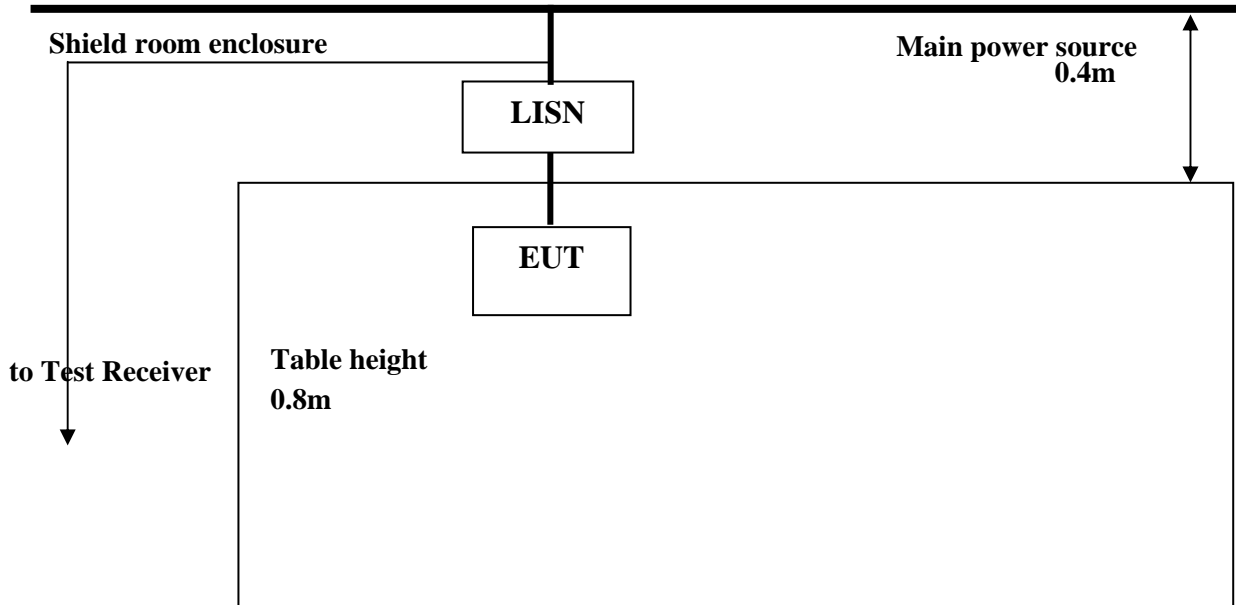 Shield room enclosure
Main power source
0.4m
LISN
EUT
to Test Receiver
Table height
0.8m